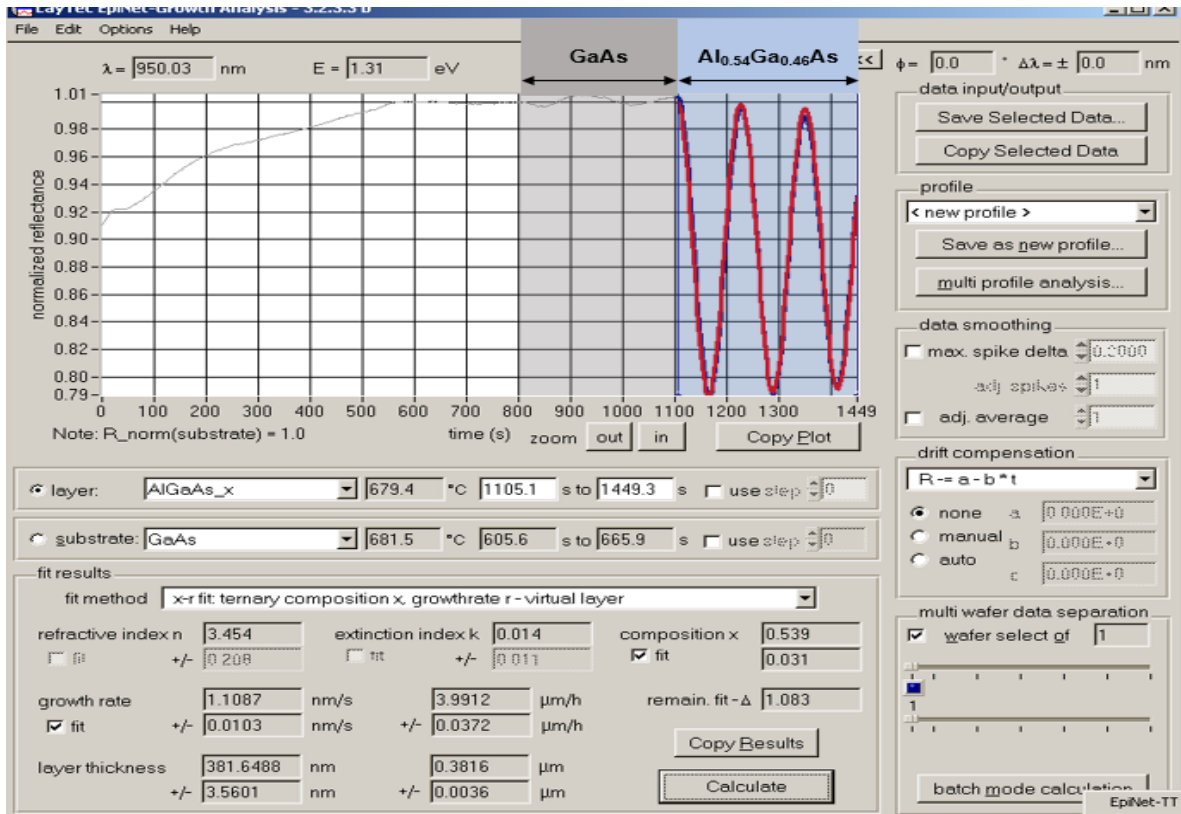 LayTec EpiNet-Growth Analysis - 3.2.3.3 b
File Edit Options Help
λ= 950.03 nm E = 1.31 eV
GaAs Al0.54Ga0.46As
<< φ= 0.0 ° Δλ=± 0.0 nm
normalized reflectance
1.01
0.98
0.96
0.94
0.92
0.90
0.88
0.86
0.84
0.82
0.80
0.79
0 100 200 300 400 500 600 700 800 900 1000 1100 1200 1300 1449
Note: R_norm(substrate) = 1.0 time (s) zoom out in Copy Plot
layer: AlGaAs_x 679.4 °C 1105.1 s to 1449.3 s use step 0
substrate: GaAs 681.5 °C 605.6 s to 665.9 s use step 0
fit results
fit method x-r fit: ternary composition x, growthrate r - virtual layer
refractive index n 3.454 extinction index k 0.014 composition x 0.539
fit +/- 0.208 fit +/- 0.011 fit 0.031
growth rate 1.1087 nm/s 3.9912 µm/h remain. fit - Δ 1.083
fit +/- 0.0103 nm/s +/- 0.0372 µm/h
Copy Results
layer thickness 381.6488 nm 0.3816 µm
+/- 3.5601 nm +/- 0.0036 µm
Calculate
data input/output
Save Selected Data...
Copy Selected Data
profile
< new profile >
Save as new profile...
multi profile analysis...
data smoothing
max. spike delta 0.2000
adj. spikes 1
adj. average 1
drift compensation
R -= a - b * t
none a 0.000E+0
manual b 0.000E+0
auto c 0.000E+0
multi wafer data separation
wafer select of 1
1
batch mode calculation
EpiNet-TT